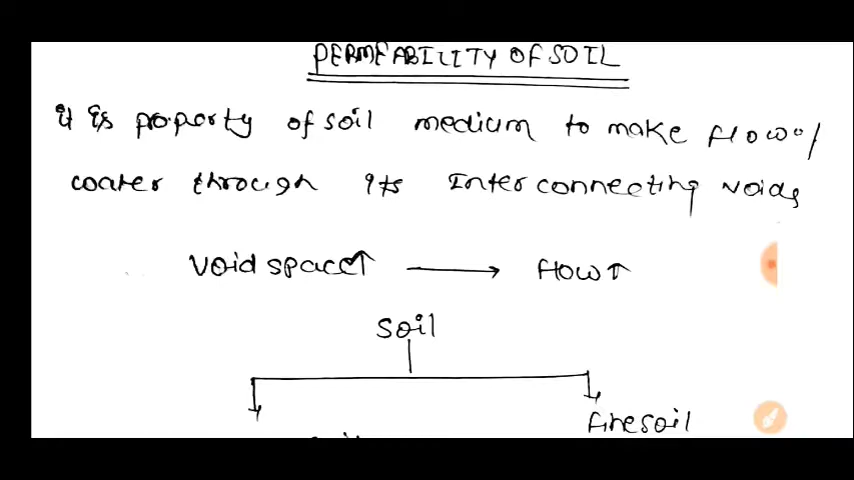 PERMEABILITY OF SOIL
it is property of soil medium to make flow of
water through its Interconnecting voids
Void space↑ → flow↑
Soil
fine soil